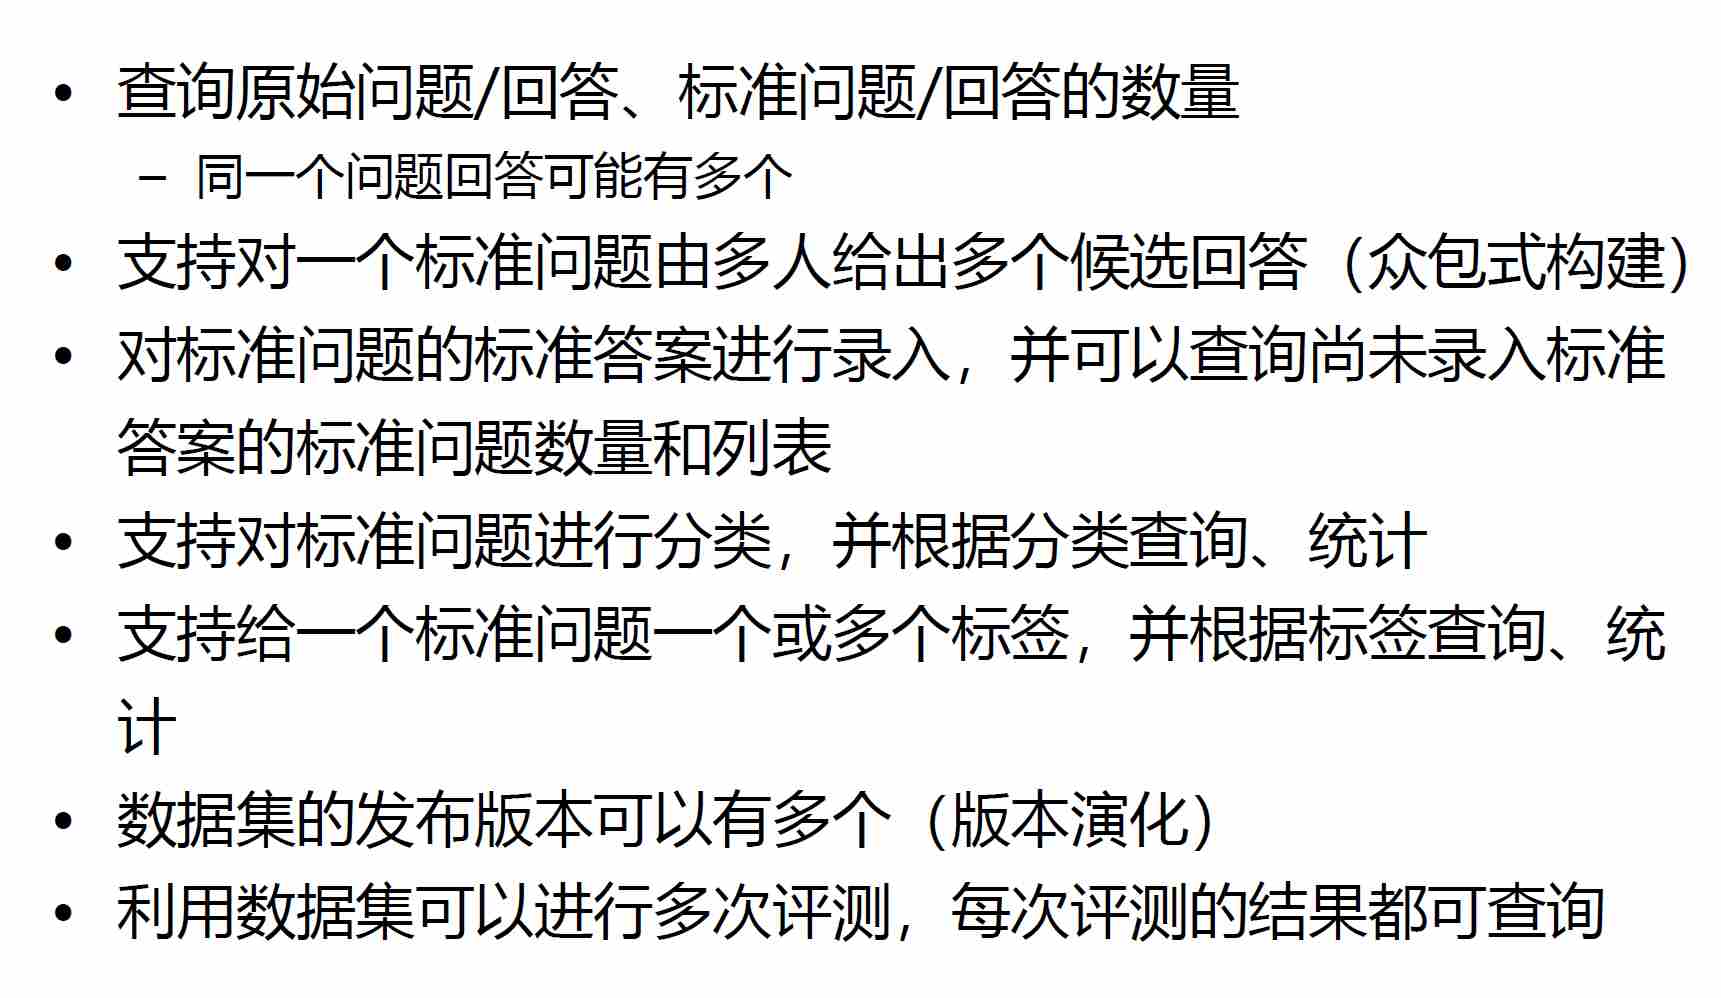 • 查询原始问题/回答、标准问题/回答的数量
– 同一个问题回答可能有多个
• 支持对一个标准问题由多人给出多个候选回答（众包式构建）
• 对标准问题的标准答案进行录入，并可以查询尚未录入标准
答案的标准问题数量和列表
• 支持对标准问题进行分类，并根据分类查询、统计
• 支持给一个标准问题一个或多个标签，并根据标签查询、统
计
• 数据集的发布版本可以有多个（版本演化）
• 利用数据集可以进行多次评测，每次评测的结果都可查询